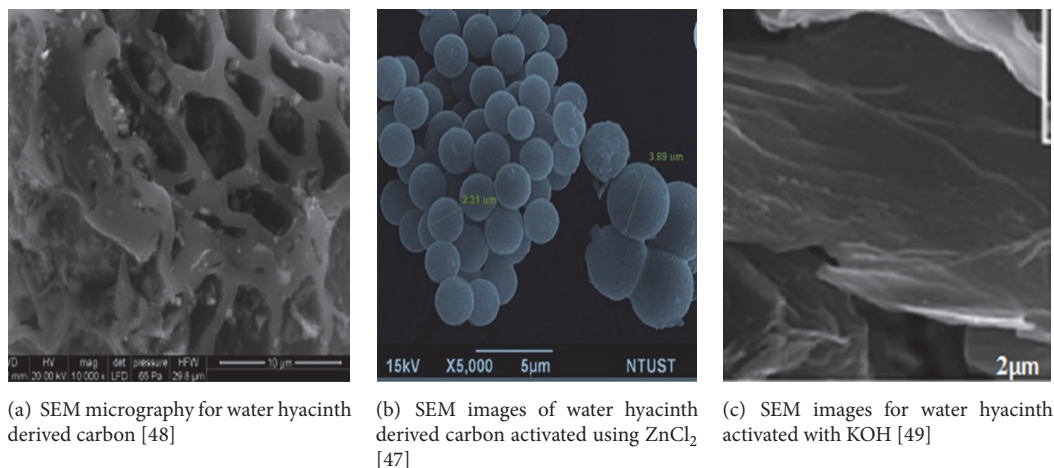 2.31 um
3.89 um
HV mag det pressure HFW 10 µm
mm 20.00 kV 10 000 x LFD 65 Pa 29.8 µm
15kV X5,000 5µm NTUST
2µm
(a) SEM micrography for water hyacinth
derived carbon [48]
(b) SEM images of water hyacinth
derived carbon activated using ZnCl₂
[47]
(c) SEM images for water hyacinth
activated with KOH [49]